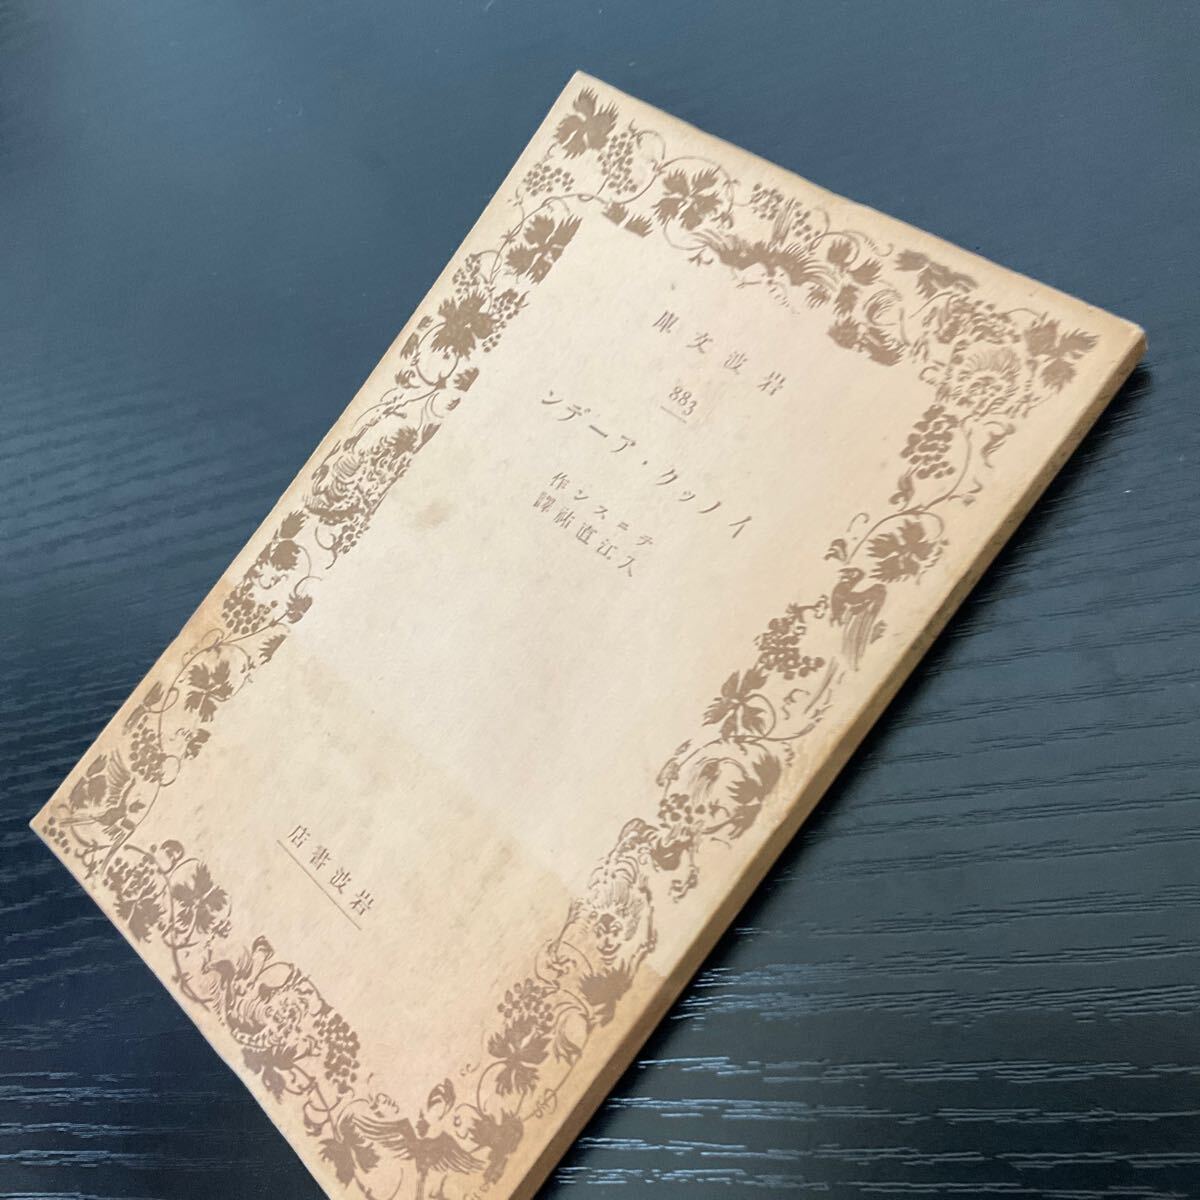 岩波文庫
883
イノック・アーデン
テニスン作
入江直祐譯
岩波書店